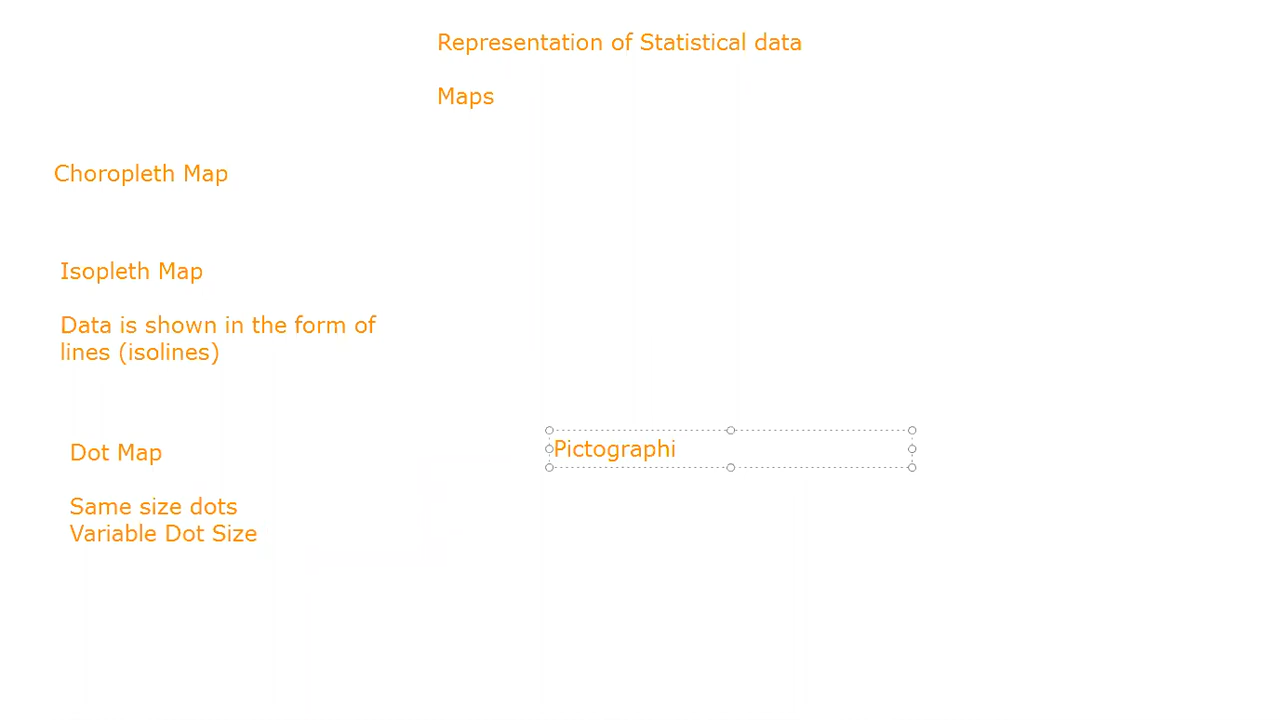 Representation of Statistical data
Maps
Choropleth Map
Isopleth Map
Data is shown in the form of
lines (isolines)
Dot Map
Same size dots
Variable Dot Size
Pictographi